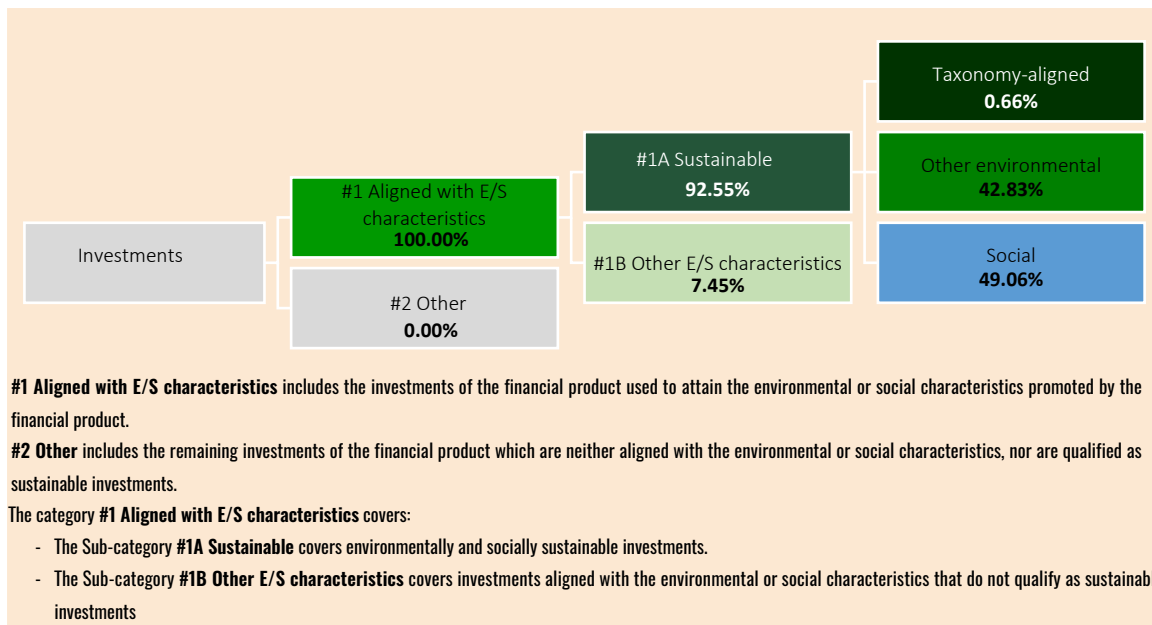 Investments
#1 Aligned with E/S
characteristics
100.00%
#2 Other
0.00%
#1A Sustainable
92.55%
#1B Other E/S characteristics
7.45%
Taxonomy-aligned
0.66%
Other environmental
42.83%
Social
49.06%
#1 Aligned with E/S characteristics includes the investments of the financial product used to attain the environmental or social characteristics promoted by the
financial product.
#2 Other includes the remaining investments of the financial product which are neither aligned with the environmental or social characteristics, nor are qualified as
sustainable investments.
The category #1 Aligned with E/S characteristics covers:
- The Sub-category #1A Sustainable covers environmentally and socially sustainable investments.
- The Sub-category #1B Other E/S characteristics covers investments aligned with the environmental or social characteristics that do not qualify as sustainabl
investments